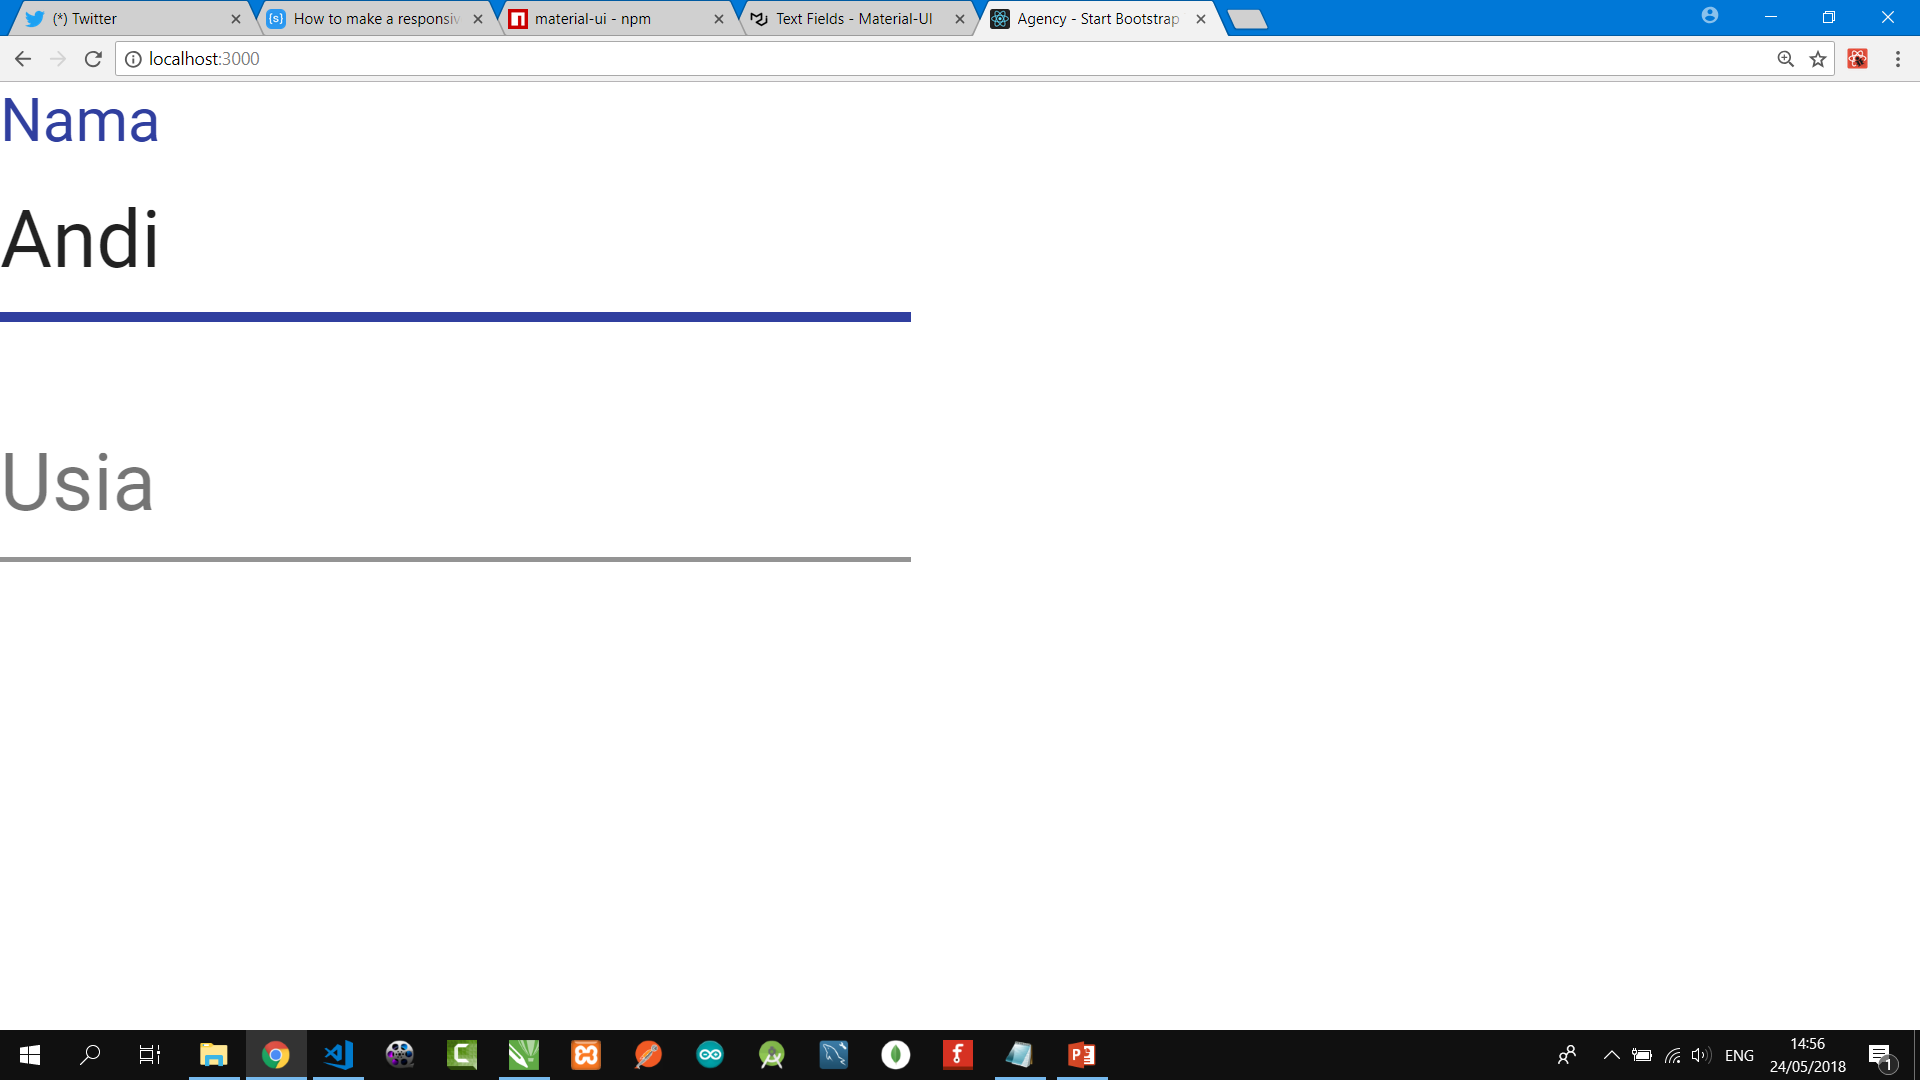 (*) Twitter
How to make a responsiv
material-ui - npm
Text Fields - Material-UI
Agency - Start Bootstrap
localhost:3000
Nama
Andi
Usia
ENG
14:56
24/05/2018
1